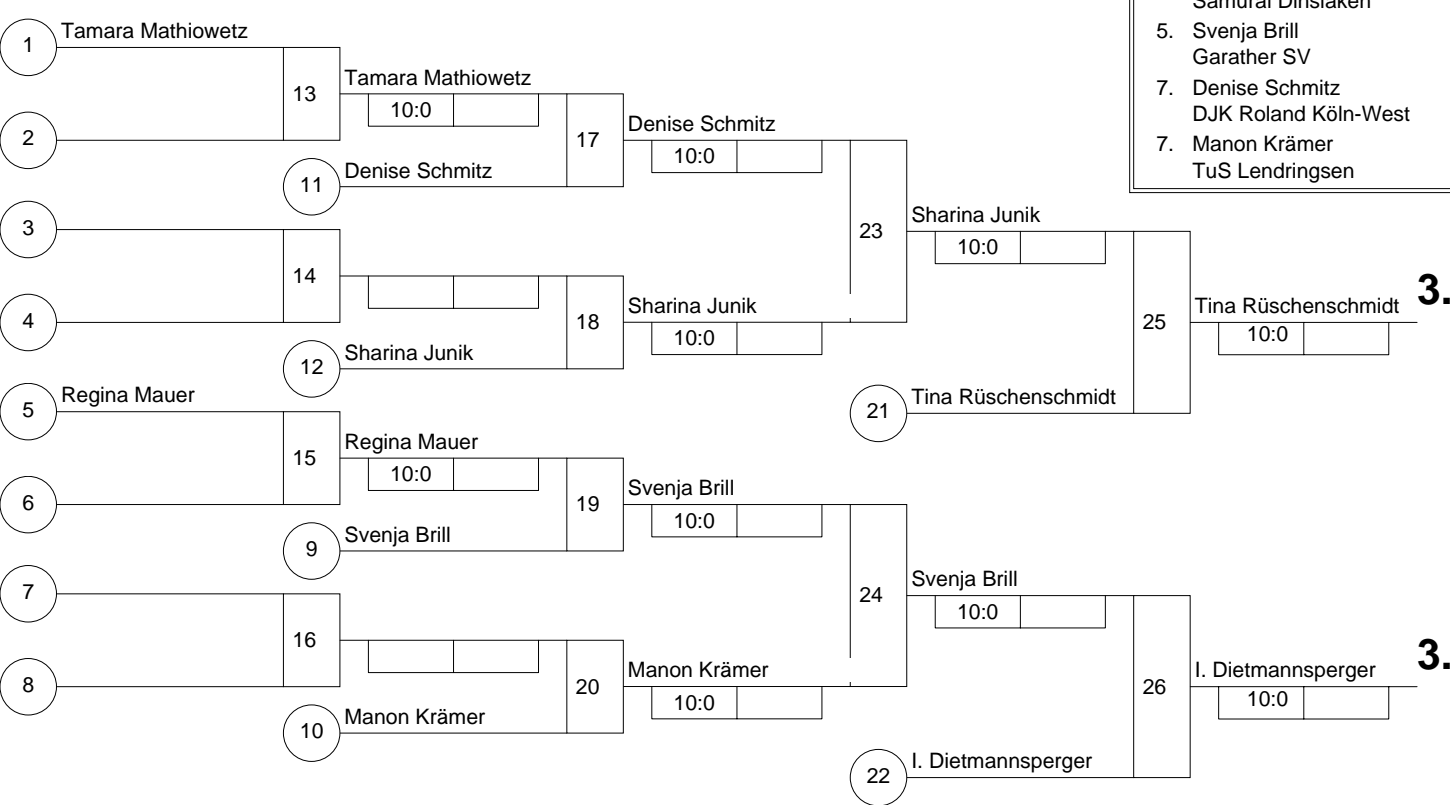 Samurai Dinslaken
5. Svenja Brill
Garather SV
7. Denise Schmitz
DJK Roland Köln-West
7. Manon Krämer
TuS Lendringsen
1 Tamara Mathiowetz
13
Tamara Mathiowetz
10:0
2
17
Denise Schmitz
10:0
11 Denise Schmitz
3
23
Sharina Junik
10:0
14
4
18
Sharina Junik
10:0
12 Sharina Junik
25
Tina Rüschenschmidt
10:0
3.
5 Regina Mauer
21 Tina Rüschenschmidt
15
Regina Mauer
10:0
6
19
Svenja Brill
10:0
9 Svenja Brill
7
24
Svenja Brill
10:0
16
8
20
Manon Krämer
10:0
10 Manon Krämer
26
I. Dietmannsperger
10:0
3.
22 I. Dietmannsperger